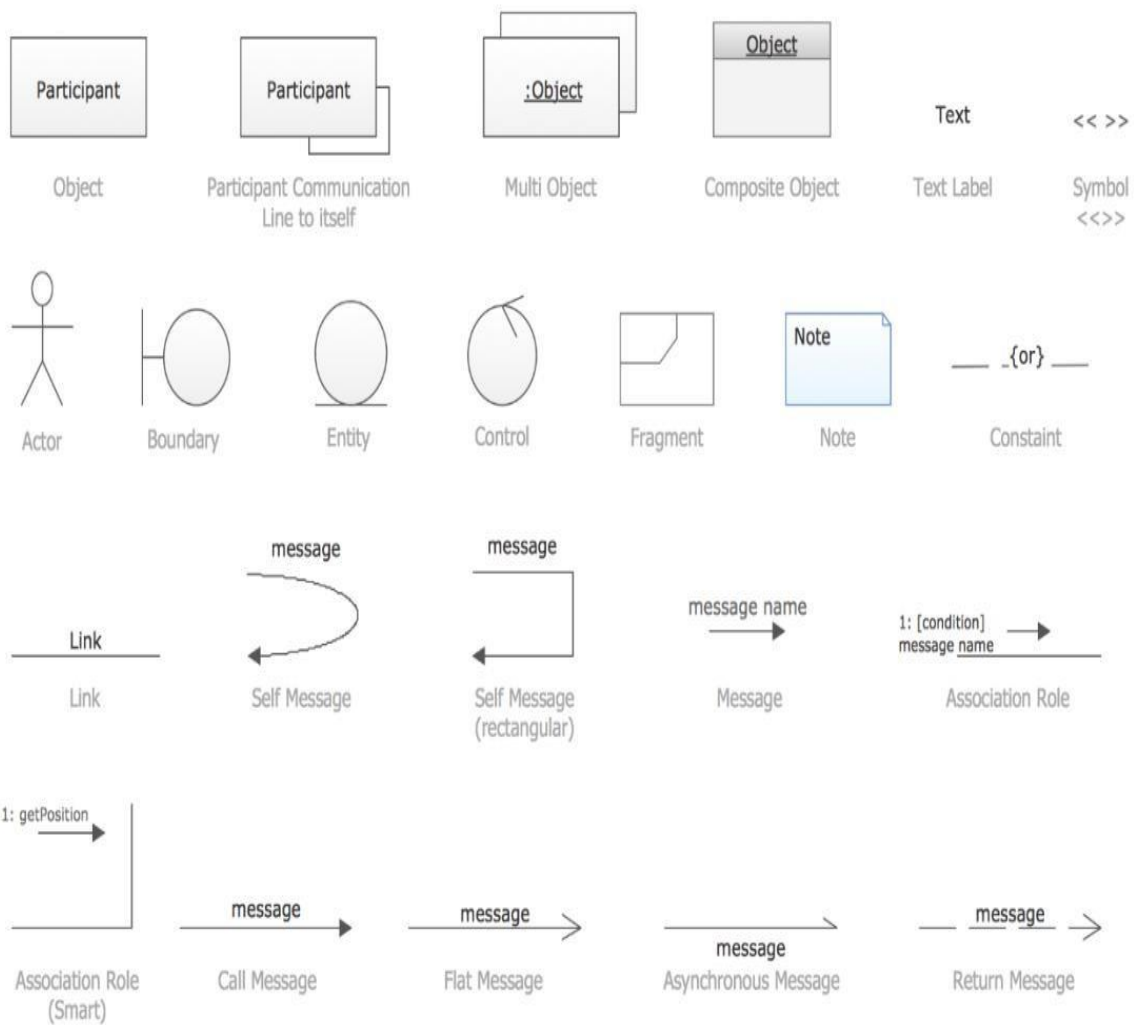 Participant
Participant
:Object
Object
Text
<< >>
Object
Participant Communication
Line to itself
Multi Object
Composite Object
Text Label
Symbol
<<>>
Note
{or}
Actor
Boundary
Entity
Control
Fragment
Note
Constaint
message
message
Link
message name
1: [condition]
message name
Link
Self Message
Self Message
(rectangular)
Message
Association Role
1: getPosition
message
message
message
message
Association Role
(Smart)
Call Message
Flat Message
Asynchronous Message
Return Message